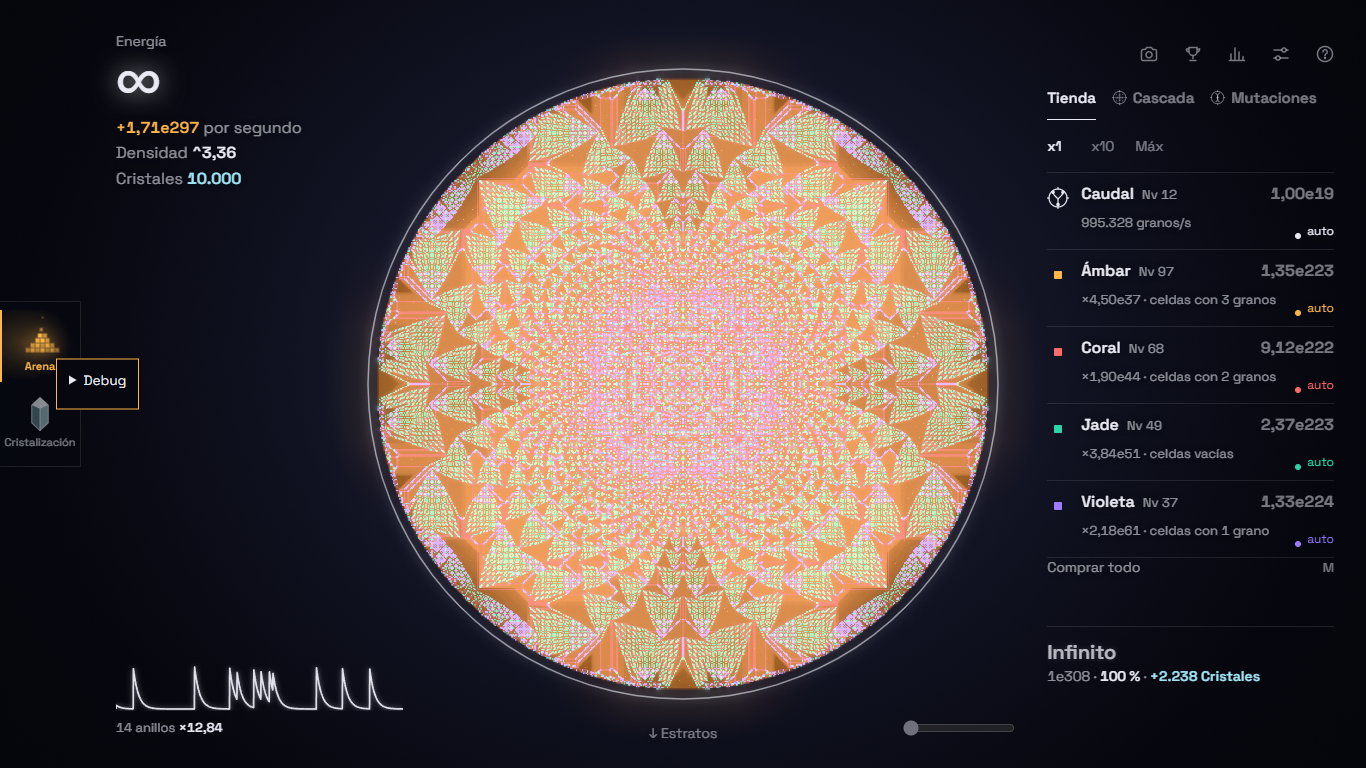 Energía
∞
+1,71e297 por segundo
Densidad ^3,36
Cristales 10.000
Arena
Debug
Cristalización
14 anillos ×12,84
↓ Estratos
Tienda Cascada Mutaciones
x1 x10 Máx
Caudal Nv 12 1,00e19
995.328 granos/s auto
Ámbar Nv 97 1,35e223
×4,50e37 · celdas con 3 granos auto
Coral Nv 68 9,12e222
×1,90e44 · celdas con 2 granos auto
Jade Nv 49 2,37e223
×3,84e51 · celdas vacías auto
Violeta Nv 37 1,33e224
×2,18e61 · celdas con 1 grano auto
Comprar todo M
Infinito
1e308 · 100 % · +2.238 Cristales